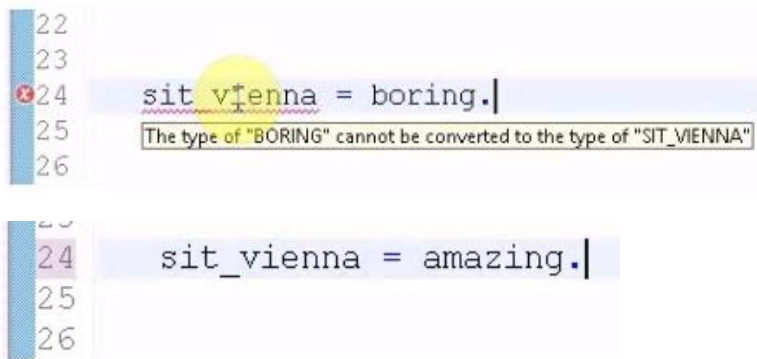 22
23
24 sit_vienna = boring.
25 The type of "BORING" cannot be converted to the type of "SIT_VIENNA"
26
24 sit_vienna = amazing.
25
26